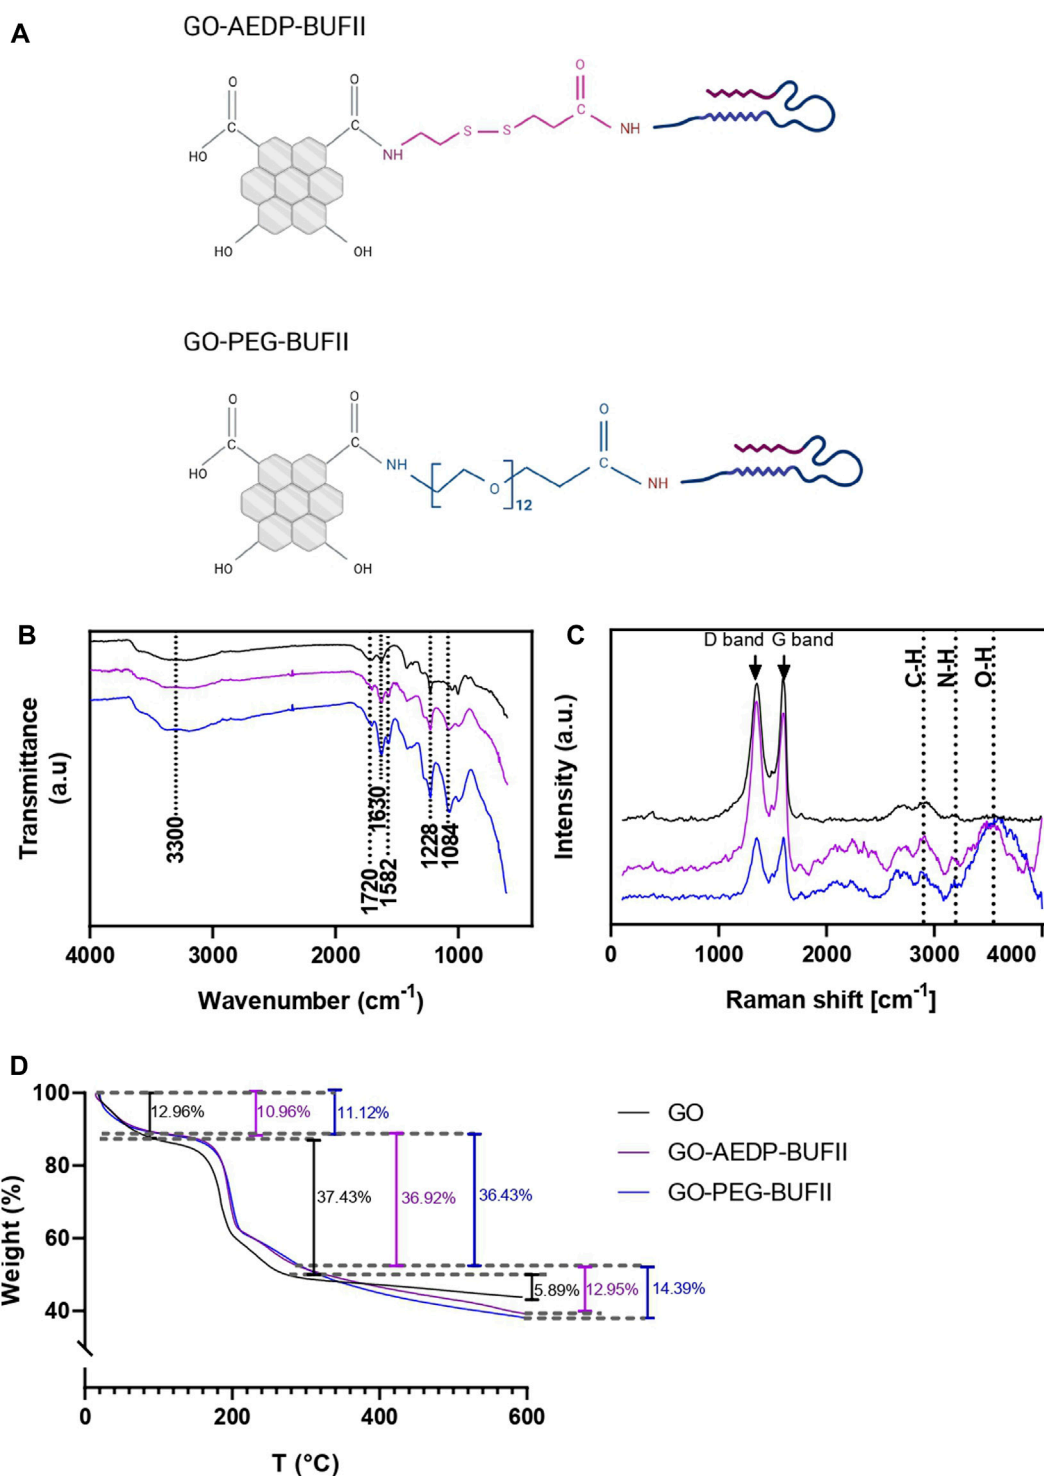 A
GO-AEDP-BUFII
O
O
O
C
C
C
HO
NH
S
S
NH
HO
OH
GO-PEG-BUFII
O
O
O
C
C
C
HO
NH
O
12
NH
HO
OH
B
Transmittance
(a.u)
3300
1720
1630
1582
1228
1084
4000
3000
2000
1000
Wavenumber (cm⁻¹)
C
Intensity (a.u.)
D band
G band
C-H
N-H
O-H
0
1000
2000
3000
4000
Raman shift [cm⁻¹]
D
Weight (%)
100
80
60
40
12.96%
10.96%
11.12%
37.43%
36.92%
36.43%
5.89%
12.95%
14.39%
GO
GO-AEDP-BUFII
GO-PEG-BUFII
0
200
400
600
T (°C)